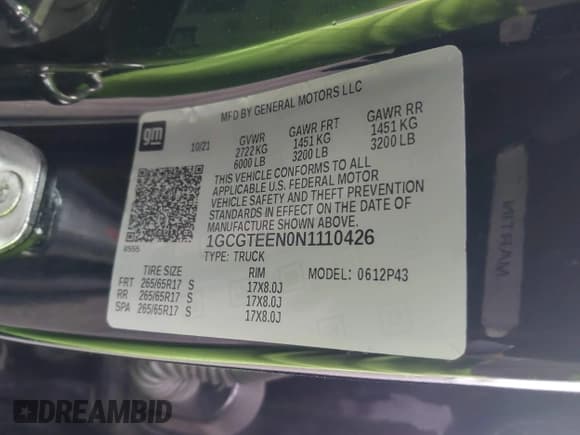 MFD BY GENERAL MOTORS LLC
gm
10/21
GVWR GAWR FRT GAWR RR
2722 KG 1451 KG 1451 KG
6000 LB 3200 LB 3200 LB
THIS VEHICLE CONFORMS TO ALL
APPLICABLE U.S. FEDERAL MOTOR
VEHICLE SAFETY AND THEFT PREVENTION
STANDARDS IN EFFECT ON THE DATE OF
MANUFACTURE SHOWN ABOVE.
1GCGTEEN0N1110426
TYPE: TRUCK
TIRE SIZE RIM MODEL: 0612P43
FRT 265/65R17 S 17X8.0J
RR 265/65R17 S 17X8.0J
SPA 265/65R17 S 17X8.0J
DREAMBID